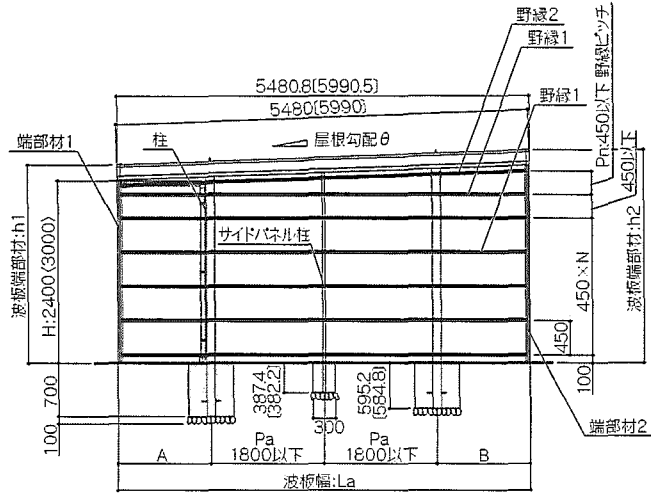 野縁2
野縁1
5480.8[5990.5]
5480[5990]
野縁1
端部材1
柱
屋根勾配θ
Pn:450以下 野縁ピッチ
450以下
波板端部材:h1
H:2400〈3000〉
サイドパネル柱
450×N
波板端部材:h2
450
100
700
100
387.4
[382.2]
300
595.2
[584.8]
端部材2
A
Pa
1800以下
Pa
1800以下
B
波板幅:La